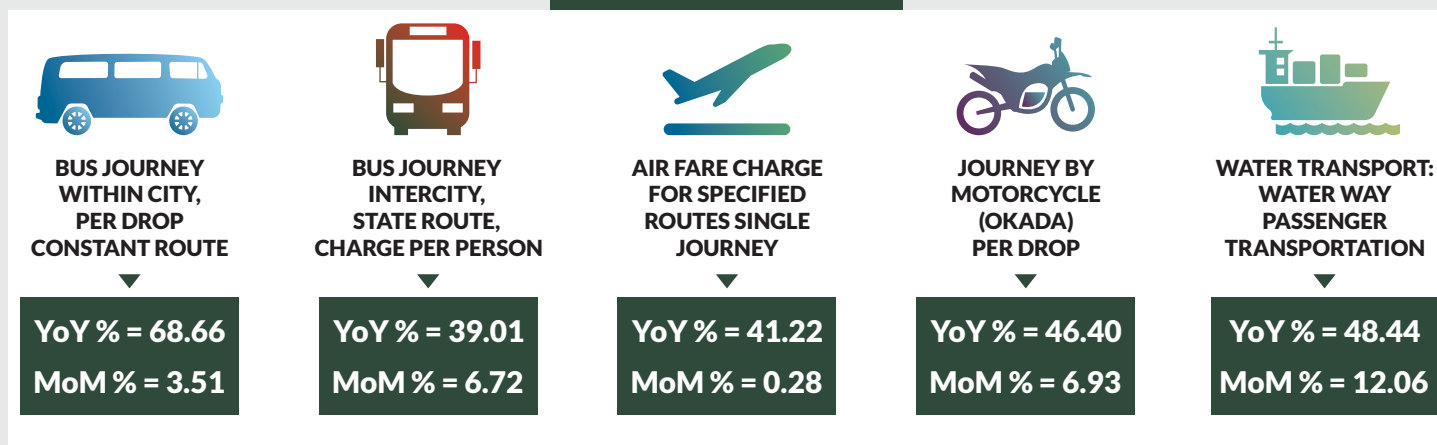 BUS JOURNEY
WITHIN CITY,
PER DROP
CONSTANT ROUTE
YoY % = 68.66
MoM % = 3.51
BUS JOURNEY
INTERCITY,
STATE ROUTE,
CHARGE PER PERSON
YoY % = 39.01
MoM % = 6.72
AIR FARE CHARGE
FOR SPECIFIED
ROUTES SINGLE
JOURNEY
YoY % = 41.22
MoM % = 0.28
JOURNEY BY
MOTORCYCLE
(OKADA)
PER DROP
YoY % = 46.40
MoM % = 6.93
WATER TRANSPORT:
WATER WAY
PASSENGER
TRANSPORTATION
YoY % = 48.44
MoM % = 12.06